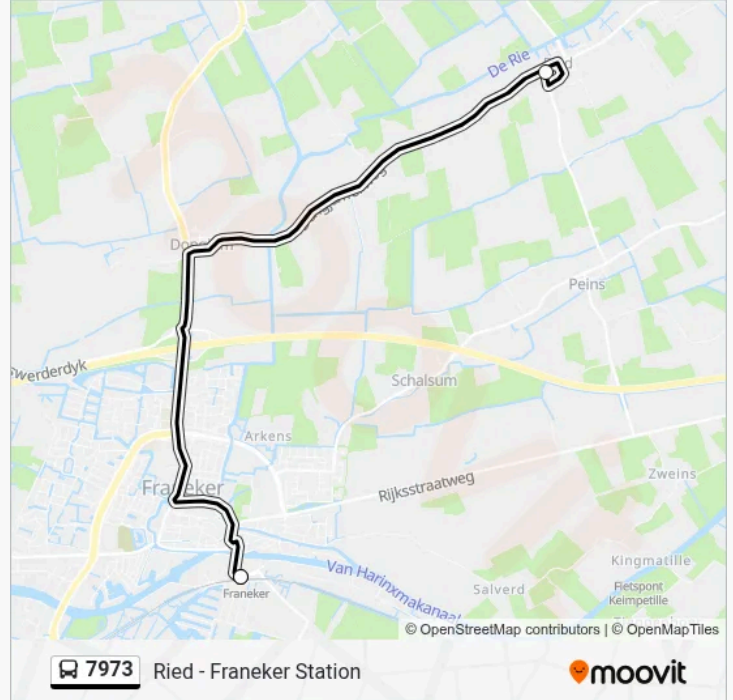 De Rie
Peins
werderdyk
Schalsum
Arkens
Zweins
Rijksstraatweg
Kingmatille
Van Harinxmakanaal
Salverd
Fietspont
Keimpetille
Franeker
© OpenStreetMap contributors | © OpenMapTiles
7973 Ried - Franeker Station
moovit